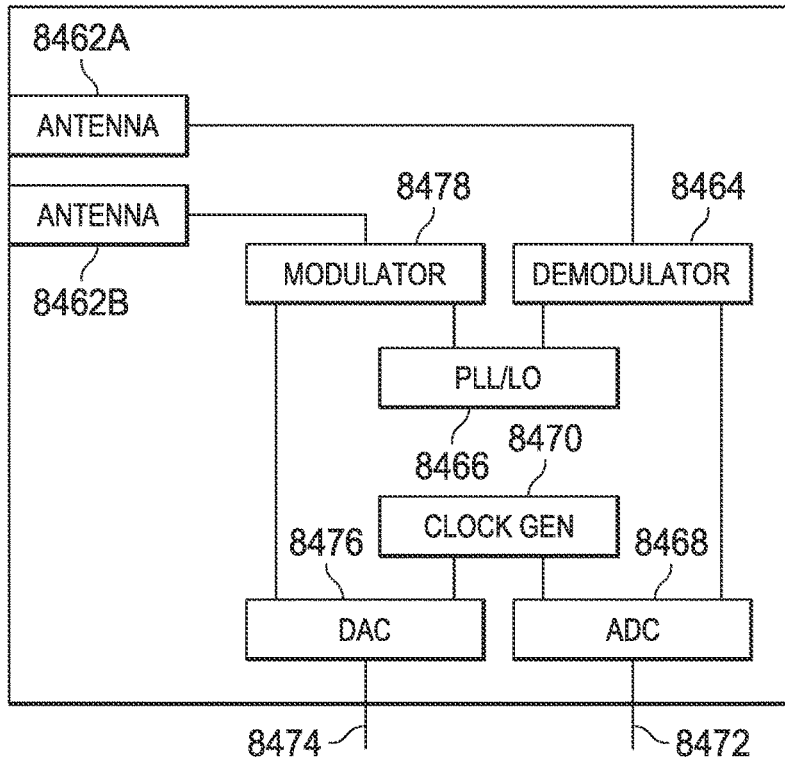 8462A
ANTENNA
ANTENNA
8462B
8478
MODULATOR
8464
DEMODULATOR
PLL/LO
8466
8470
CLOCK GEN
8476
DAC
8468
ADC
8474
8472